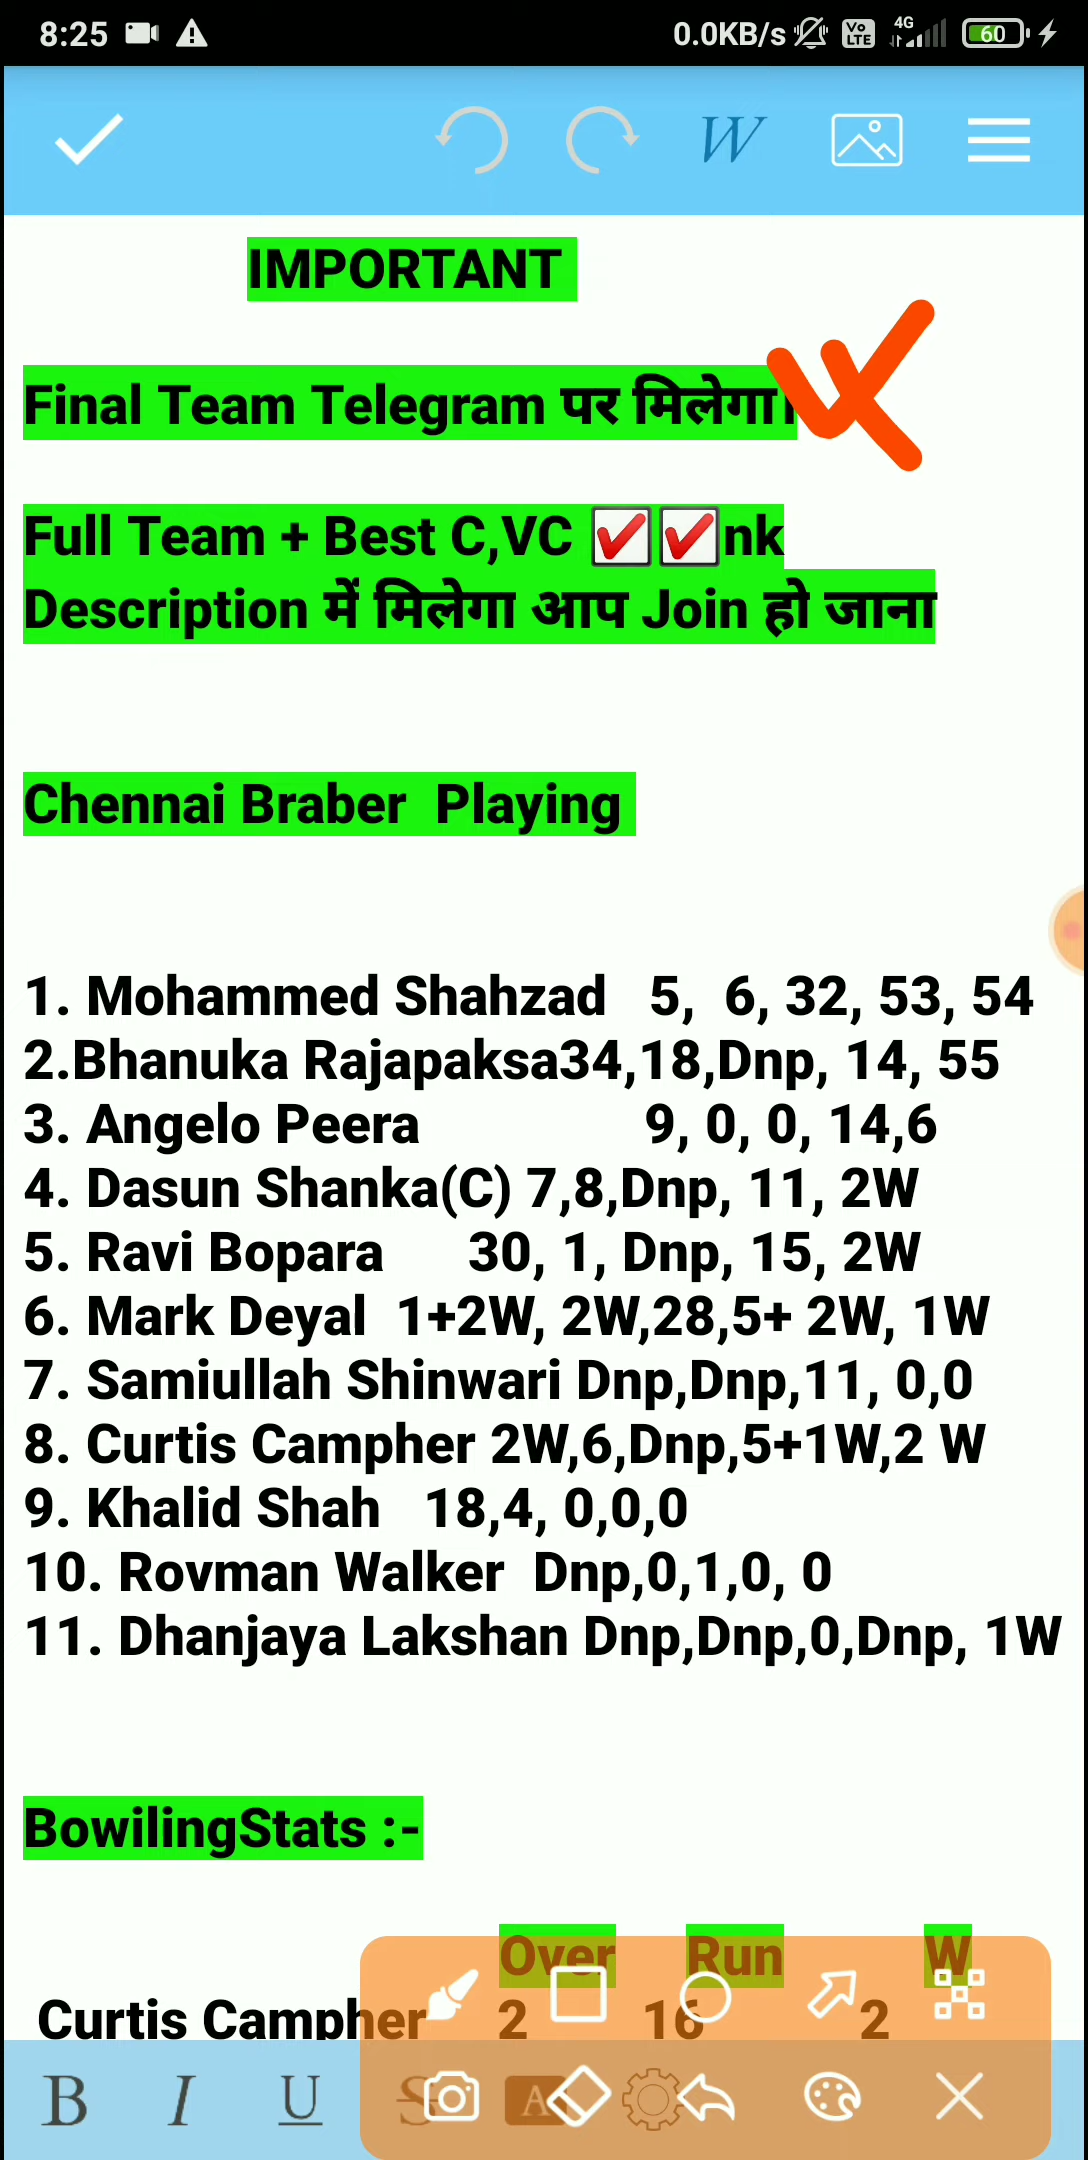 8:25 0.0KB/s Vo LTE 4G 60
W
IMPORTANT
Final Team Telegram पर मिलेगा।
Full Team + Best C,VC nk
Description में मिलेगा आप Join हो जाना
Chennai Braber Playing
1. Mohammed Shahzad 5, 6, 32, 53, 54
2.Bhanuka Rajapaksa34,18,Dnp, 14, 55
3. Angelo Peera 9, 0, 0, 14,6
4. Dasun Shanka(C) 7,8,Dnp, 11, 2W
5. Ravi Bopara 30, 1, Dnp, 15, 2W
6. Mark Deyal 1+2W, 2W,28,5+ 2W, 1W
7. Samiullah Shinwari Dnp,Dnp,11, 0,0
8. Curtis Campher 2W,6,Dnp,5+1W,2 W
9. Khalid Shah 18,4, 0,0,0
10. Rovman Walker Dnp,0,1,0, 0
11. Dhanjaya Lakshan Dnp,Dnp,0,Dnp, 1W
BowilingStats :-
Over Run W
Curtis Campher 2 16 2
B I U S A